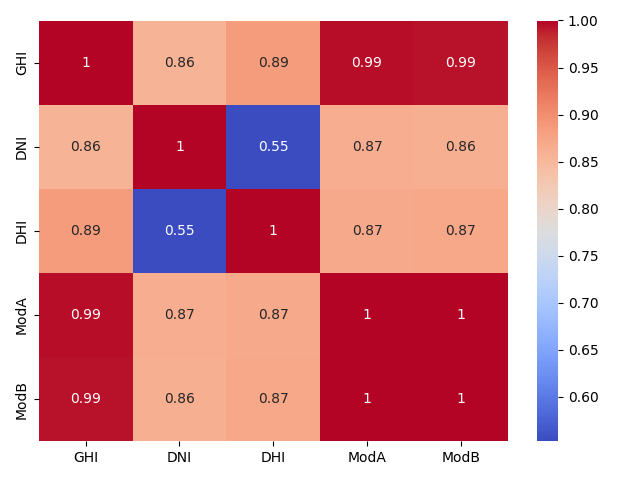 GHI 1 0.86 0.89 0.99 0.99
DNI 0.86 1 0.55 0.87 0.86
DHI 0.89 0.55 1 0.87 0.87
ModA 0.99 0.87 0.87 1 1
ModB 0.99 0.86 0.87 1 1
GHI DNI DHI ModA ModB
1.00
0.95
0.90
0.85
0.80
0.75
0.70
0.65
0.60